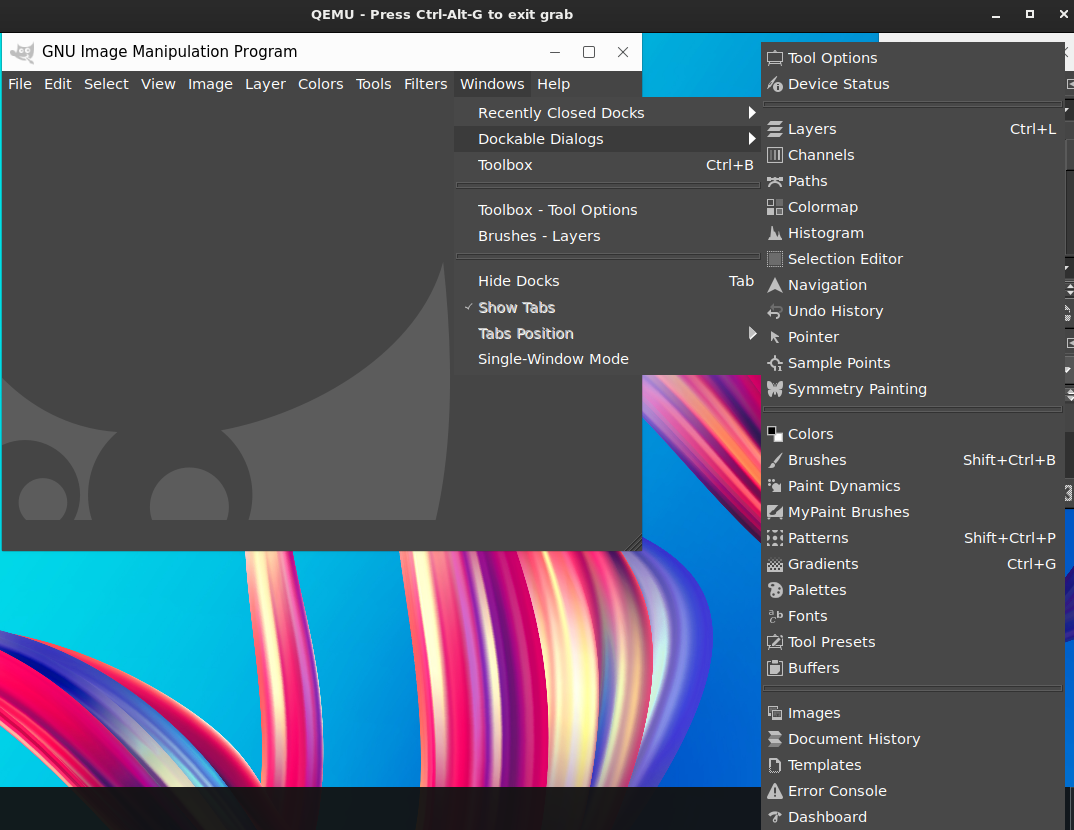 QEMU - Press Ctrl-Alt-G to exit grab
GNU Image Manipulation Program
File Edit Select View Image Layer Colors Tools Filters Windows Help
Recently Closed Docks
Dockable Dialogs
Toolbox Ctrl+B
Toolbox - Tool Options
Brushes - Layers
Hide Docks Tab
Show Tabs
Tabs Position
Single-Window Mode
Tool Options
Device Status
Layers Ctrl+L
Channels
Paths
Colormap
Histogram
Selection Editor
Navigation
Undo History
Pointer
Sample Points
Symmetry Painting
Colors
Brushes Shift+Ctrl+B
Paint Dynamics
MyPaint Brushes
Patterns Shift+Ctrl+P
Gradients Ctrl+G
Palettes
Fonts
Tool Presets
Buffers
Images
Document History
Templates
Error Console
Dashboard